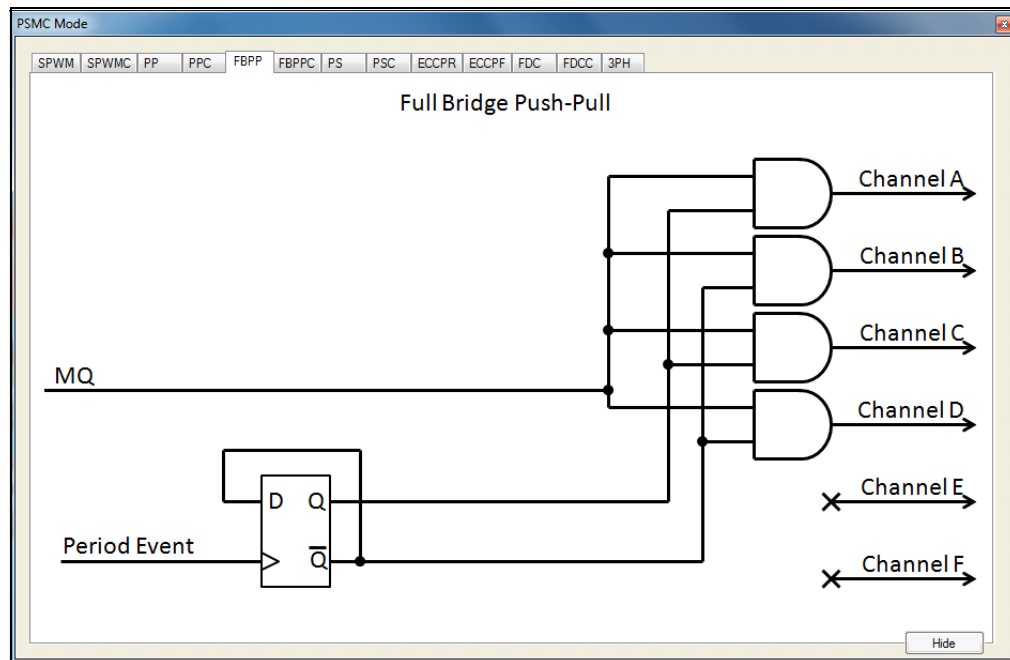 PSMC Mode
SPWM SPWMC PP PPC FBPP FBPPC PS PSC ECCPR ECCPF FDC FDCC 3PH
Full Bridge Push-Pull
Channel A
Channel B
Channel C
MQ
Channel D
D Q
Channel E
Period Event
Q̅
Channel F
Hide